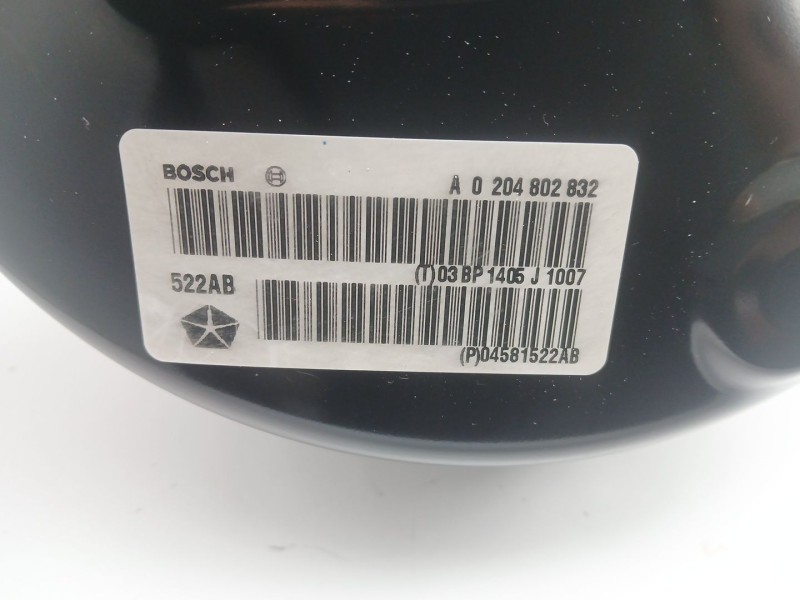 BOSCH
A 0 204 802 832
(T)03 BP 1405 J 1007
522AB
(P)04581522AB